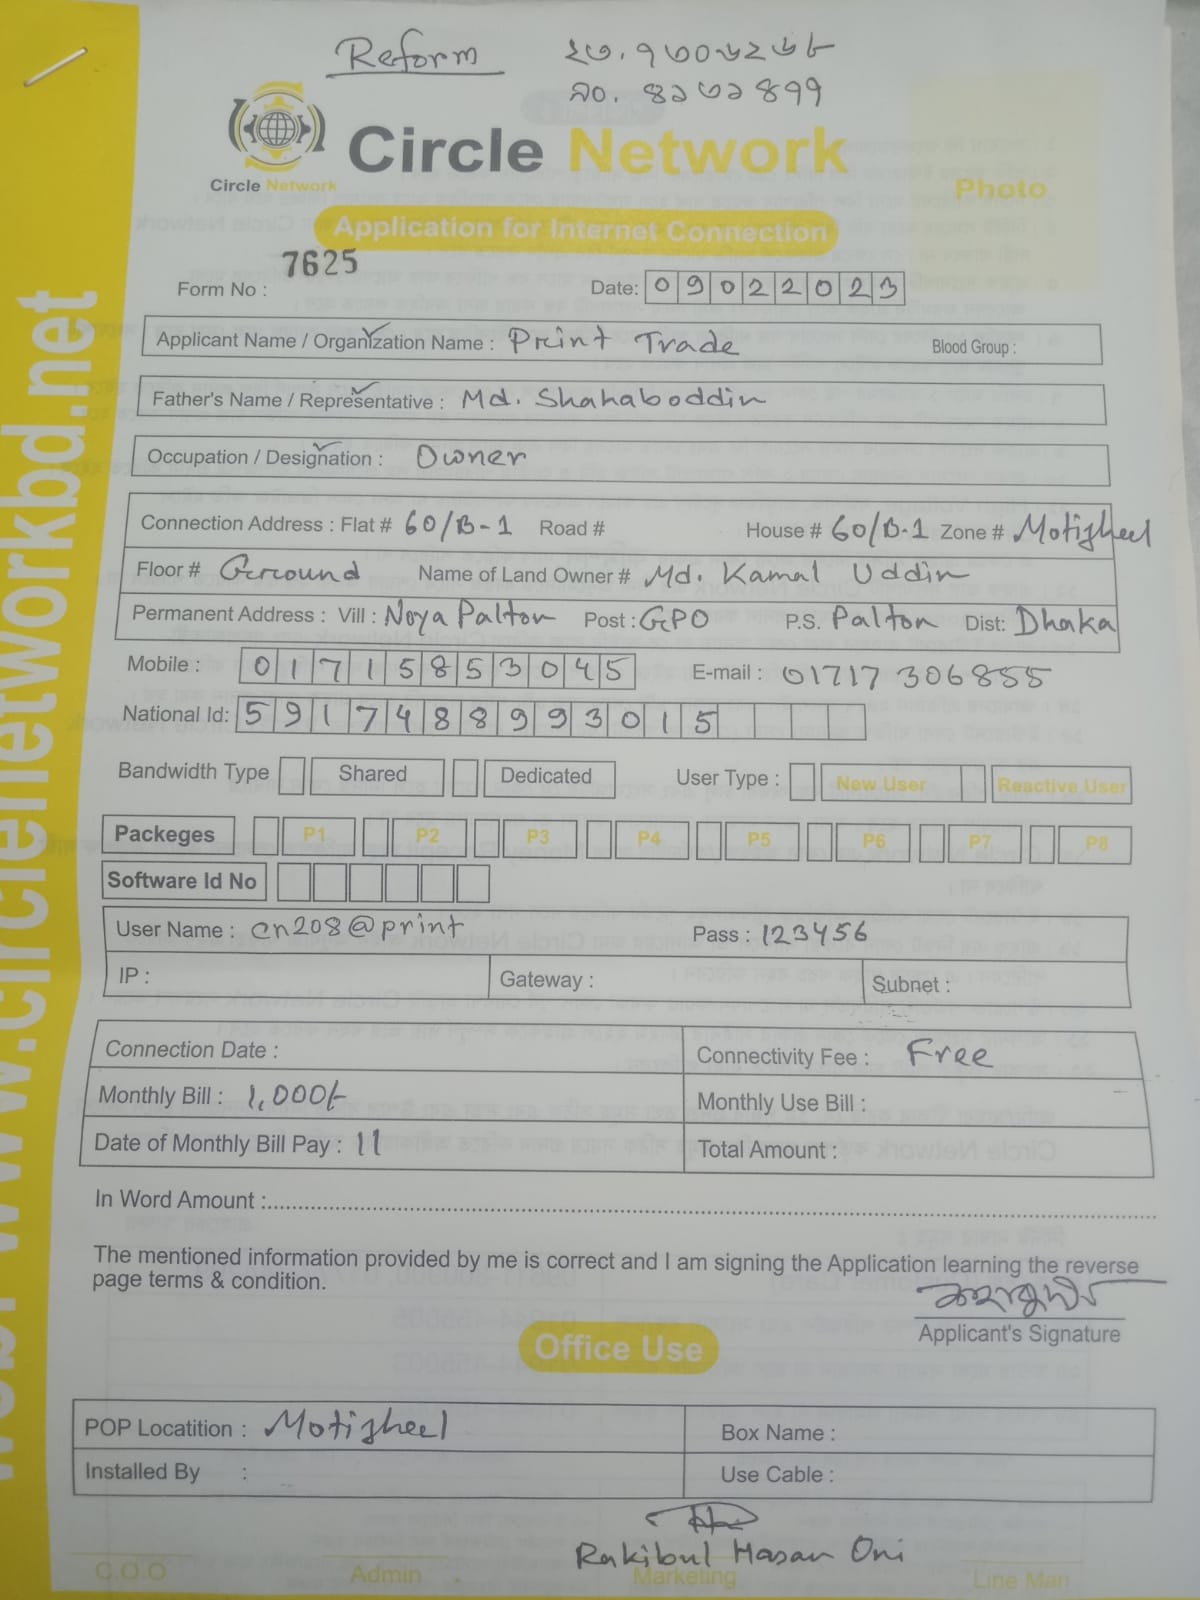 Reform ২৩.৭৩০৬২৬৮
৯০.৪২৩২৪৭৭
Circle Network
Circle Network
Photo
Application for Internet Connection
7625
Form No :
Date: 09022023
Applicant Name / Organization Name : Print Trade Blood Group :
Father's Name / Representative : Md. Shahaboddin
Occupation / Designation : Owner
Connection Address : Flat # 60/B-1 Road # House # 60/B-1 Zone # Motijheel
Floor # Ground Name of Land Owner # Md. Kamal Uddin
Permanent Address : Vill : Noya Palton Post : GPO P.S. Palton Dist: Dhaka
Mobile : 01715853045 E-mail : 01717306855
National Id: 5917488993015
Bandwidth Type Shared Dedicated User Type : New User Reactive User
Packeges P1 P2 P3 P4 P5 P6 P7 P8
Software Id No
User Name : cn208@print Pass : 123456
IP : Gateway : Subnet :
Connection Date : Connectivity Fee : Free
Monthly Bill : 1,000/- Monthly Use Bill :
Date of Monthly Bill Pay : 11 Total Amount :
In Word Amount :
The mentioned information provided by me is correct and I am signing the Application learning the reverse
page terms & condition.
Applicant's Signature
Office Use
POP Locatition : Motijheel Box Name :
Installed By : Use Cable :
Rakibul Hasan Oni
C.O.O Admin Marketing Line Man
www.circlenetworkbd.net